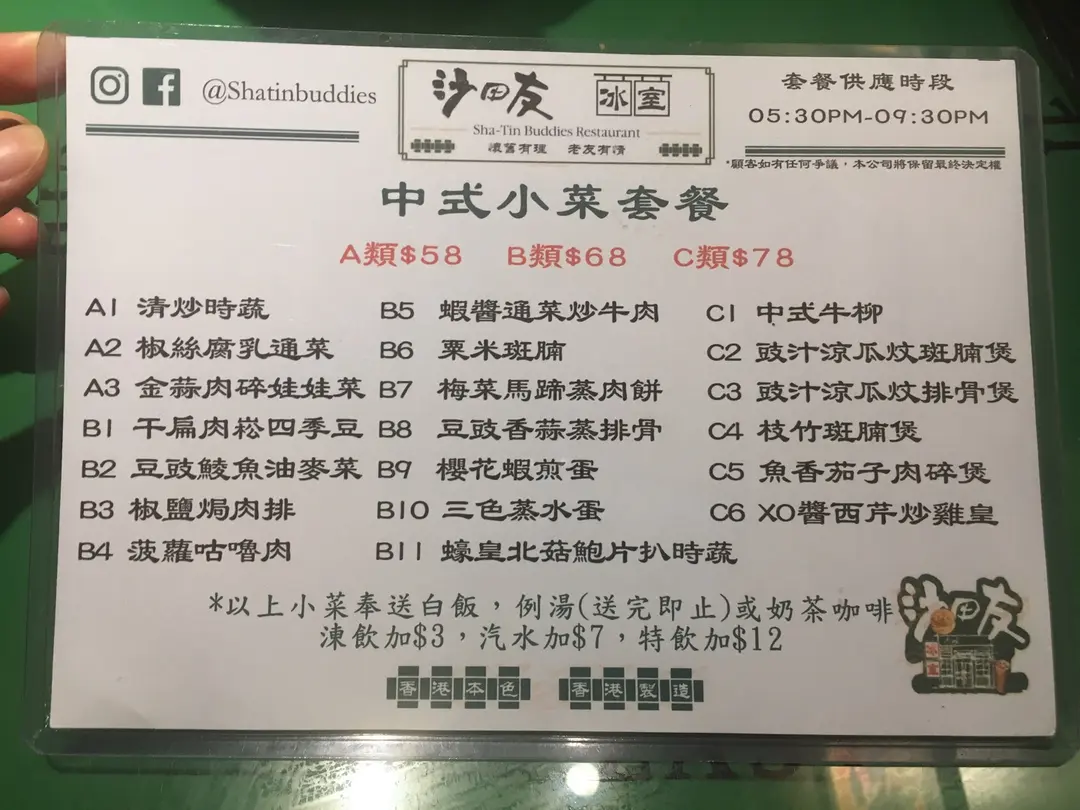 @Shatinbuddies
沙田友 冰室
Sha-Tin Buddies Restaurant
懷舊有理 老友有情
套餐供應時段
05:30PM-09:30PM
*顧客如有任何爭議，本公司將保留最終決定權
中式小菜套餐
A類$58 B類$68 C類$78
A1 清炒時蔬
A2 椒絲腐乳通菜
A3 金蒜肉碎娃娃菜
B1 干扁肉崧四季豆
B2 豆豉鯪魚油麥菜
B3 椒鹽焗肉排
B4 菠蘿咕嚕肉
B5 蝦醬通菜炒牛肉
B6 粟米斑腩
B7 梅菜馬蹄蒸肉餅
B8 豆豉香蒜蒸排骨
B9 櫻花蝦煎蛋
B10 三色蒸水蛋
B11 蠔皇北菇鮑片扒時蔬
C1 中式牛柳
C2 豉汁涼瓜炆斑腩煲
C3 豉汁涼瓜炆排骨煲
C4 枝竹斑腩煲
C5 魚香茄子肉碎煲
C6 XO醬西芹炒雞皇
*以上小菜奉送白飯，例湯(送完即止)或奶茶咖啡
凍飲加$3，汽水加$7，特飲加$12
香港本色 香港製造
沙田友
冰室